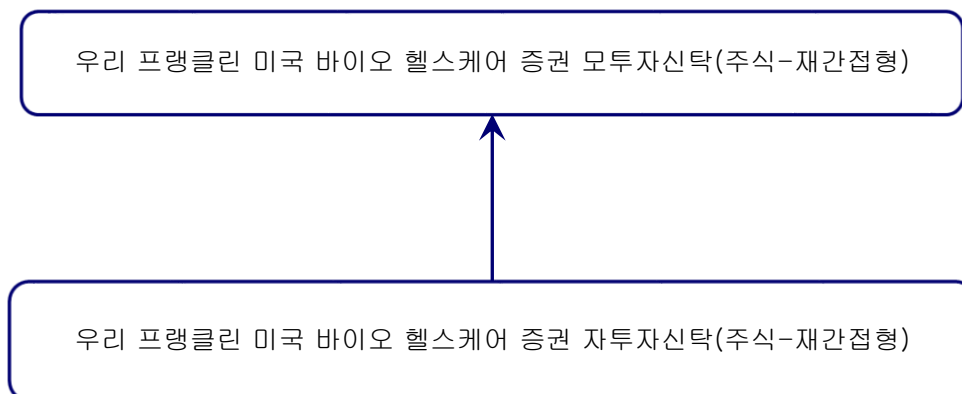 우리 프랭클린 미국 바이오 헬스케어 증권 모투자신탁(주식-재간접형)
우리 프랭클린 미국 바이오 헬스케어 증권 자투자신탁(주식-재간접형)